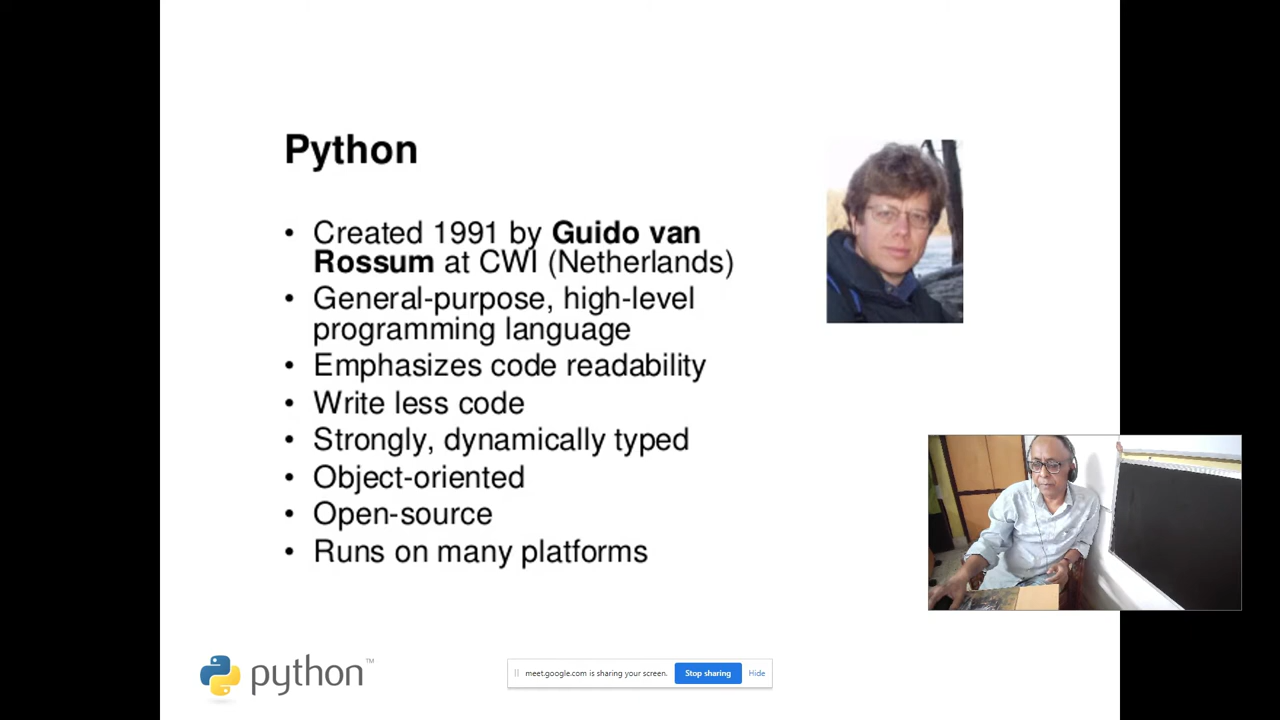 Python
• Created 1991 by Guido van
Rossum at CWI (Netherlands)
• General-purpose, high-level
programming language
• Emphasizes code readability
• Write less code
• Strongly, dynamically typed
• Object-oriented
• Open-source
• Runs on many platforms
python™
meet.google.com is sharing your screen. Stop sharing Hide